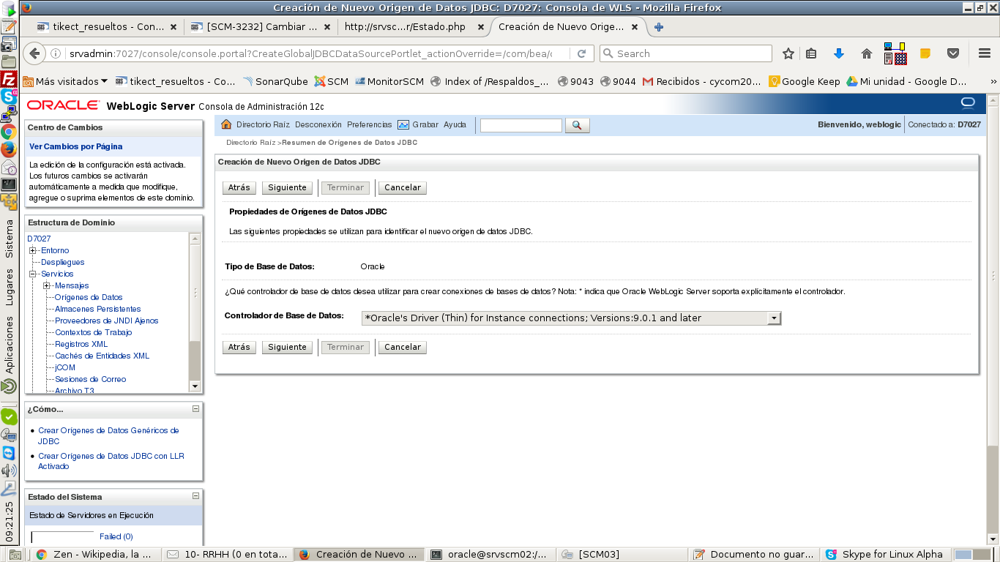 Creación de Nuevo Origen de Datos JDBC: D7027: Consola de WLS - Mozilla Firefox
tikect_resueltos - Con...
[SCM-3232] Cambiar ...
http://srvsc...r/Estado.php
Creación de Nuevo Orige...
srvadmin:7027/console/console.portal?CreateGlobalJDBCDataSourcePortlet_actionOverride=/com/bea/
Search
Más visitados
tikect_resueltos - Co...
SonarQube
SCM
MonitorSCM
Index of /Respaldos_...
9043
9044
Recibidos - cycom20...
Google Keep
Mi unidad - Google D...
ORACLE WebLogic Server Consola de Administración 12c
Centro de Cambios
Ver Cambios por Página
La edición de la configuración está activada.
Los futuros cambios se activarán
automáticamente a medida que modifique,
agregue o suprima elementos de este dominio.
Estructura de Dominio
D7027
Entorno
Despliegues
Servicios
Mensajes
Orígenes de Datos
Almacenes Persistentes
Proveedores de JNDI Ajenos
Contextos de Trabajo
Registros XML
Cachés de Entidades XML
jCOM
Sesiones de Correo
Archivo T3
¿Cómo...
Crear Orígenes de Datos Genéricos de
JDBC
Crear Orígenes de Datos JDBC con LLR
Activado
Estado del Sistema
Estado de Servidores en Ejecución
Failed (0)
Directorio Raíz Desconexión Preferencias Grabar Ayuda
Bienvenido, weblogic
Conectado a: D7027
Directorio Raíz >Resumen de Orígenes de Datos JDBC
Creación de Nuevo Origen de Datos JDBC
Atrás Siguiente Terminar Cancelar
Propiedades de Orígenes de Datos JDBC
Las siguientes propiedades se utilizan para identificar el nuevo origen de datos JDBC.
Tipo de Base de Datos: Oracle
¿Qué controlador de base de datos desea utilizar para crear conexiones de bases de datos? Nota: * indica que Oracle WebLogic Server soporta explícitamente el controlador.
Controlador de Base de Datos: *Oracle's Driver (Thin) for Instance connections; Versions:9.0.1 and later
Atrás Siguiente Terminar Cancelar
Sistema
Lugares
Aplicaciones
09:21:25
Zen - Wikipedia, la ...
10- RRHH (0 en tota...
Creación de Nuevo ...
oracle@srvscm02:/...
[SCM03]
Documento no guar...
Skype for Linux Alpha